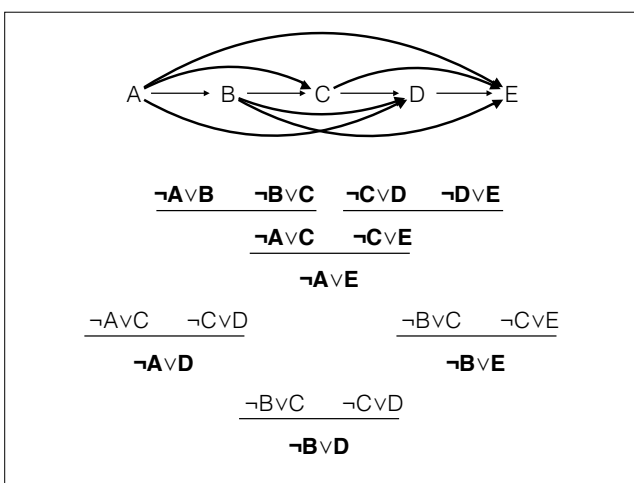 A B C D E
¬A∨B ¬B∨C ¬C∨D ¬D∨E
¬A∨C ¬C∨E
¬A∨E
¬A∨C ¬C∨D ¬B∨C ¬C∨E
¬A∨D ¬B∨E
¬B∨C ¬C∨D
¬B∨D